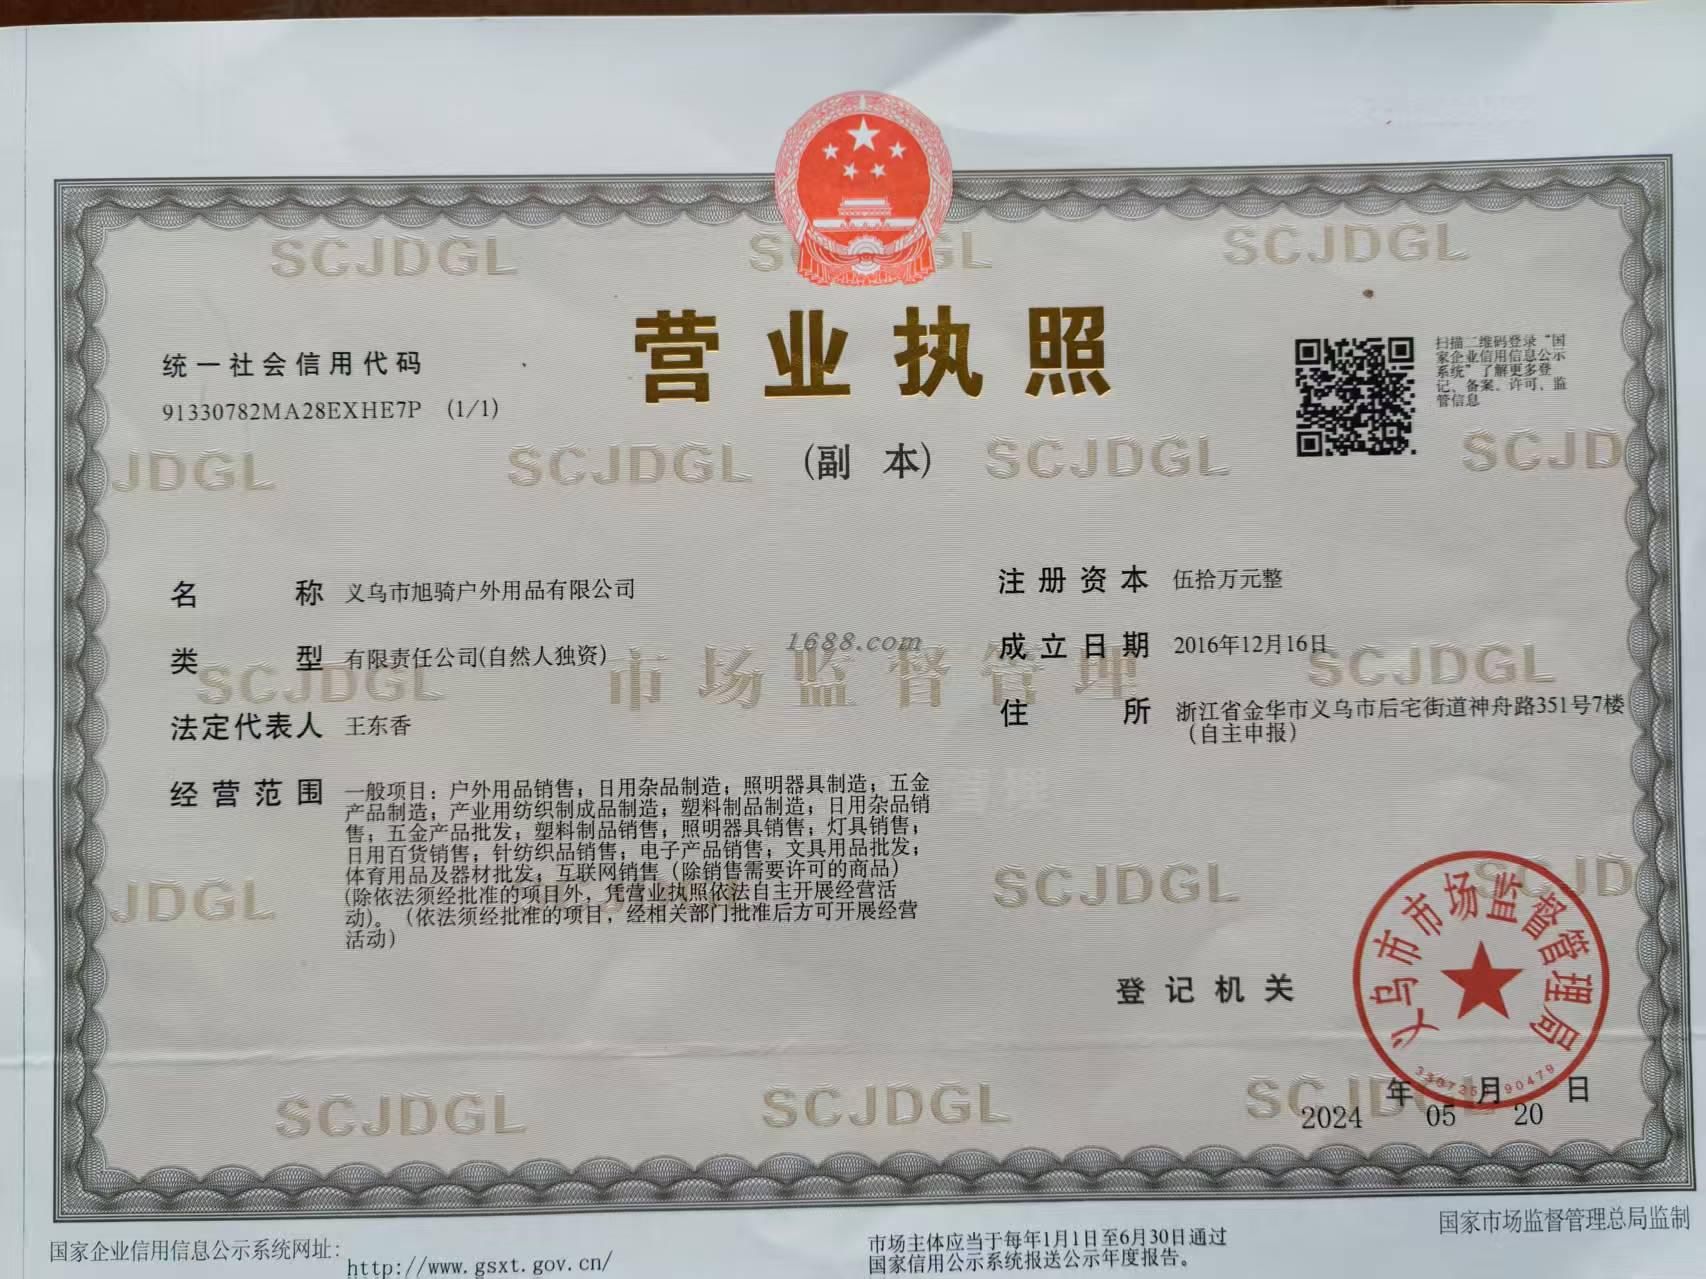 营业执照
(副 本)
统一社会信用代码
91330782MA28EXHE7P (1/1)
扫描二维码登录“国
家企业信用信息公示
系统”了解更多登
记、备案、许可、监
管信息
名 称 义乌市旭骑户外用品有限公司
类 型 有限责任公司(自然人独资)
法定代表人 王东香
经营范围 一般项目：户外用品销售；日用杂品制造；照明器具制造；五金
产品制造；产业用纺织制成品制造；塑料制品制造；日用杂品销
售；五金产品批发；塑料制品销售；照明器具销售；灯具销售；
日用百货销售；针纺织品销售；电子产品销售；文具用品批发；
体育用品及器材批发；互联网销售（除销售需要许可的商品）
(除依法须经批准的项目外，凭营业执照依法自主开展经营活
动)。（依法须经批准的项目，经相关部门批准后方可开展经营
活动）
注册资本 伍拾万元整
成立日期 2016年12月16日
住 所 浙江省金华市义乌市后宅街道神舟路351号7楼
（自主申报）
1688.com
市场监督管理
SCJDGL SCJDGL SCJDGL
JDGL SCJDGL SCJDGL SCJD
SCJDGL SCJDGL
JDGL SCJDGL SCJD
SCJDGL SCJDGL SCJDGL
登记机关
义乌市市场监督管理局
2024年05月20日
国家企业信用信息公示系统网址：
http://www.gsxt.gov.cn/
市场主体应当于每年1月1日至6月30日通过
国家信用公示系统报送公示年度报告。
国家市场监督管理总局监制